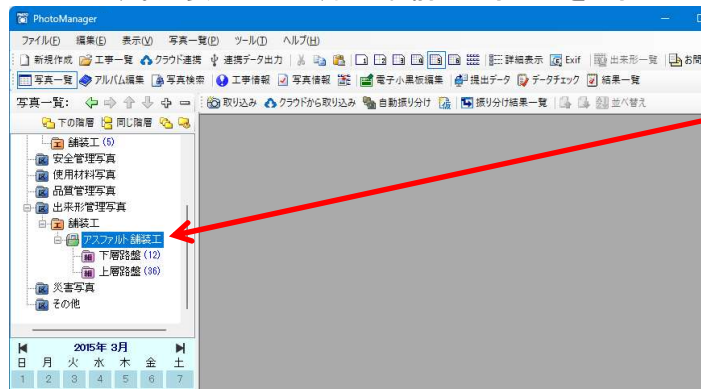 PhotoManager
ファイル(F) 編集(E) 表示(V) 写真一覧(P) ツール(T) ヘルプ(H)
新規作成 工事一覧 クラウド連携 連携データ出力 詳細表示 Exif 出来形一覧 お問
写真一覧 アルバム編集 写真検索 工事情報 写真情報 電子小黒板編集 提出データ データチェック 結果一覧
写真一覧: 取り込み クラウドから取り込み 自動振り分け 振り分け結果一覧 並べ替え
下の階層 同じ階層
舗装工 (5)
安全管理写真
使用材料写真
品質管理写真
出来形管理写真
舗装工
アスファルト舗装工
下層路盤 (12)
上層路盤 (36)
災害写真
その他
2015年 3月
日 月 火 水 木 金 土
1 2 3 4 5 6 7